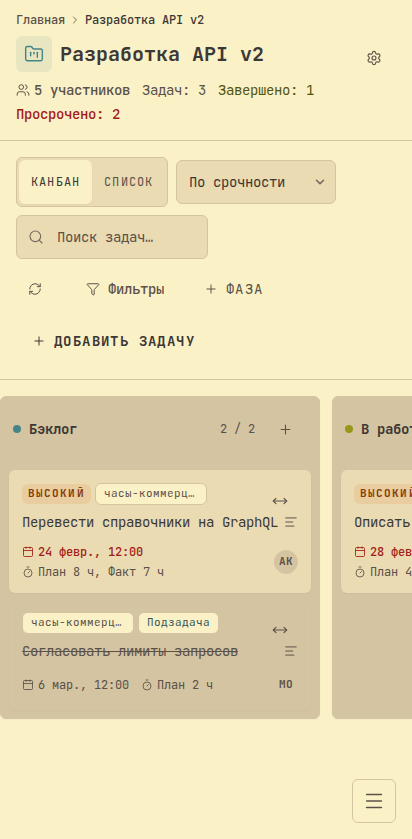 Главная > Разработка API v2
Разработка API v2
5 участников Задач: 3 Завершено: 1
Просрочено: 2
КАНБАН СПИСОК По срочности
Поиск задач…
Фильтры + ФАЗА
+ ДОБАВИТЬ ЗАДАЧУ
Бэклог 2 / 2 +
ВЫСОКИЙ часы-коммерц…
Перевести справочники на GraphQL
24 февр., 12:00
План 8 ч, Факт 7 ч АК
часы-коммерц… Подзадача
Согласовать лимиты запросов
6 мар., 12:00 План 2 ч МО
В работ
ВЫСОКИЙ
Описать
28 фев
План 4